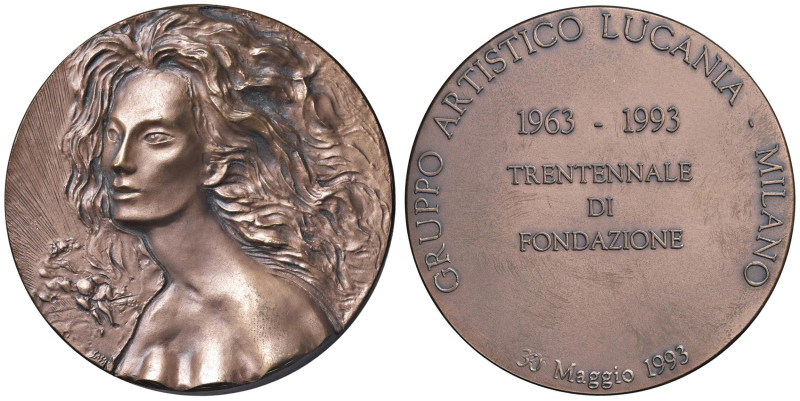 GRUPPO ARTISTICO LUCANIA - MILANO
1963 - 1993
TRENTENNALE
DI
FONDAZIONE
Maggio 1993